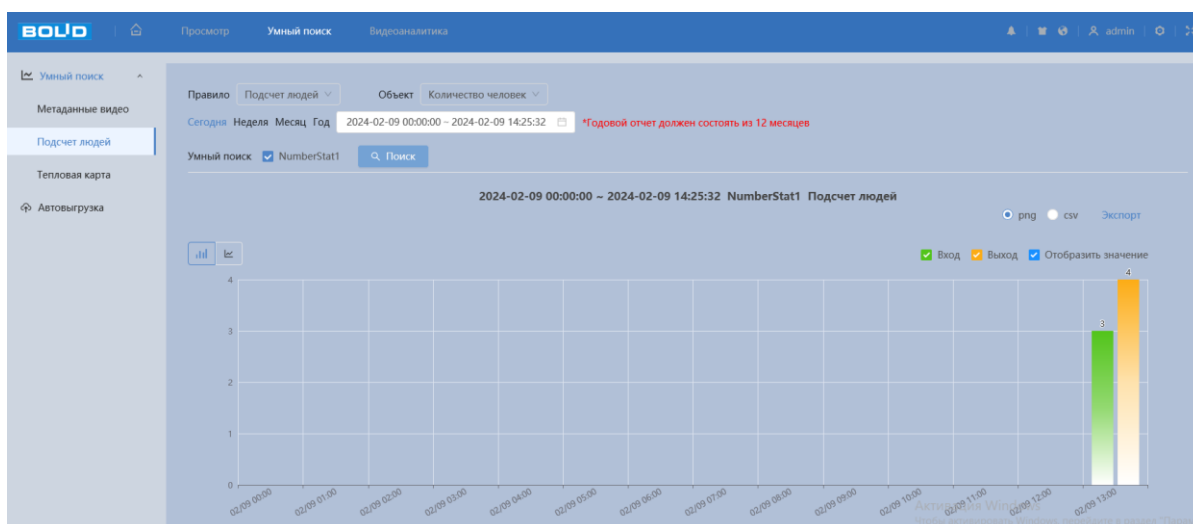 BOLID Просмотр Умный поиск Видеоаналитика admin
Умный поиск
Метаданные видео
Подсчет людей
Тепловая карта
Автовыгрузка
Правило Подсчет людей Объект Количество человек
Сегодня Неделя Месяц Год 2024-02-09 00:00:00 ~ 2024-02-09 14:25:32 *Годовой отчет должен состоять из 12 месяцев
Умный поиск NumberStat1 Поиск
2024-02-09 00:00:00 ~ 2024-02-09 14:25:32 NumberStat1 Подсчет людей
png csv Экспорт
Вход Выход Отобразить значение
4
4
3
3
2
1
0
02/09 00:00 02/09 01:00 02/09 02:00 02/09 03:00 02/09 04:00 02/09 05:00 02/09 06:00 02/09 07:00 02/09 08:00 02/09 09:00 02/09 10:00 02/09 11:00 02/09 12:00 02/09 13:00
Активация Windows